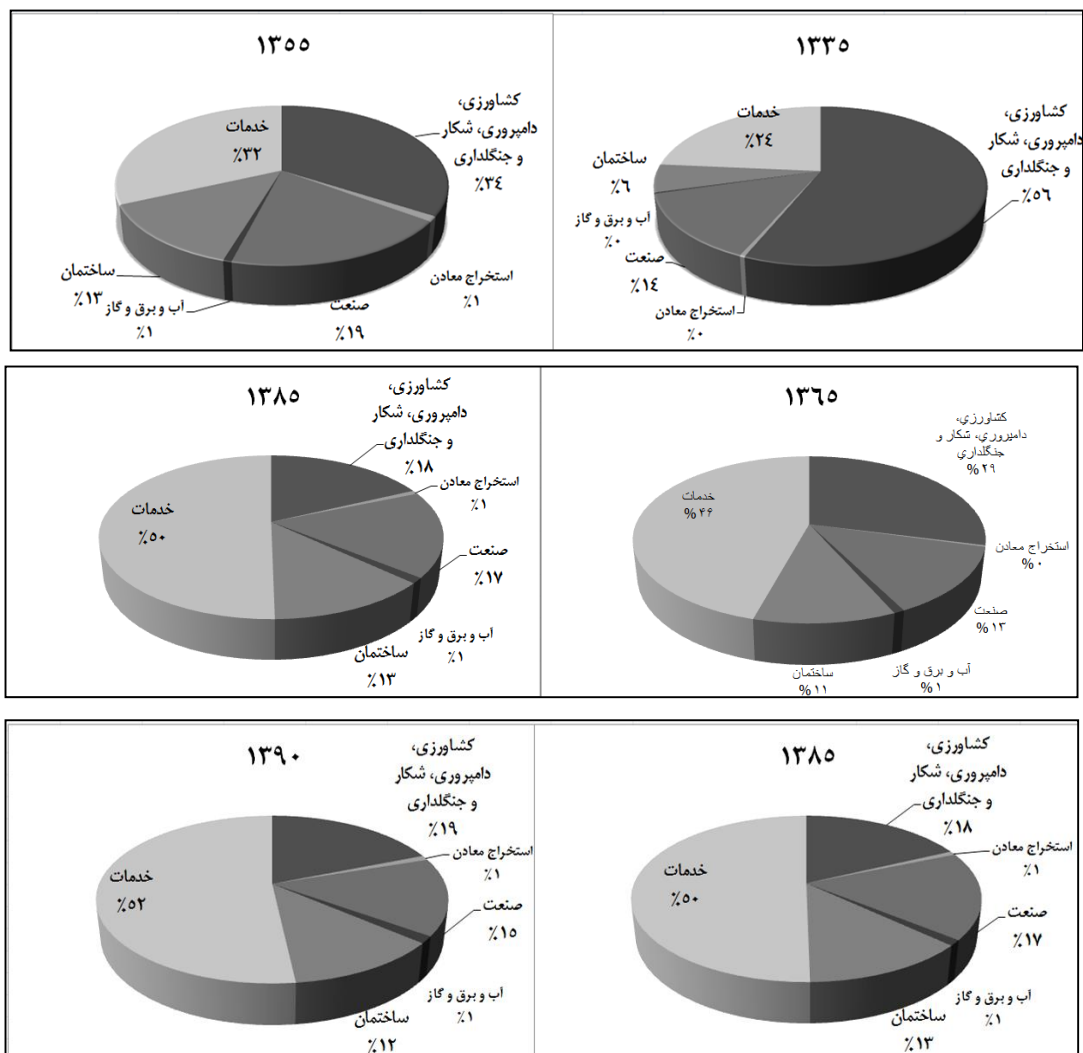 ۱۳۳۵
کشاورزی،
دامپروری، شکار
و جنگلداری
٪۵۶
خدمات
٪۲۴
ساختمان
٪۶
آب و برق و گاز
٪۰
صنعت
٪۱۴
استخراج معادن
٪۰
۱۳۵۵
کشاورزی،
دامپروری، شکار
و جنگلداری
٪۳۴
خدمات
٪۳۲
استخراج معادن
٪۱
ساختمان
٪۱۳
آب و برق و گاز
٪۱
صنعت
٪۱۹
۱۳۶۵
کشاورزي،
دامپروري، شکار و
جنگلداري
%۲۹
خدمات
%۴۶
استخراج معادن
%۰
صنعت
%۱۳
آب و برق و گاز
%۱
ساختمان
%۱۱
۱۳۸۵
کشاورزی،
دامپروری، شکار
و جنگلداری
٪۱۸
استخراج معادن
٪۱
خدمات
٪۵۰
صنعت
٪۱۷
آب و برق و گاز
٪۱
ساختمان
٪۱۳
۱۳۸۵
کشاورزی،
دامپروری، شکار
و جنگلداری
٪۱۸
استخراج معادن
٪۱
خدمات
٪۵۰
صنعت
٪۱۷
آب و برق و گاز
٪۱
ساختمان
٪۱۳
۱۳۹۰
کشاورزی،
دامپروری، شکار
و جنگلداری
٪۱۹
استخراج معادن
٪۱
خدمات
٪۵۲
صنعت
٪۱۵
آب و برق و گاز
٪۱
ساختمان
٪۱۲